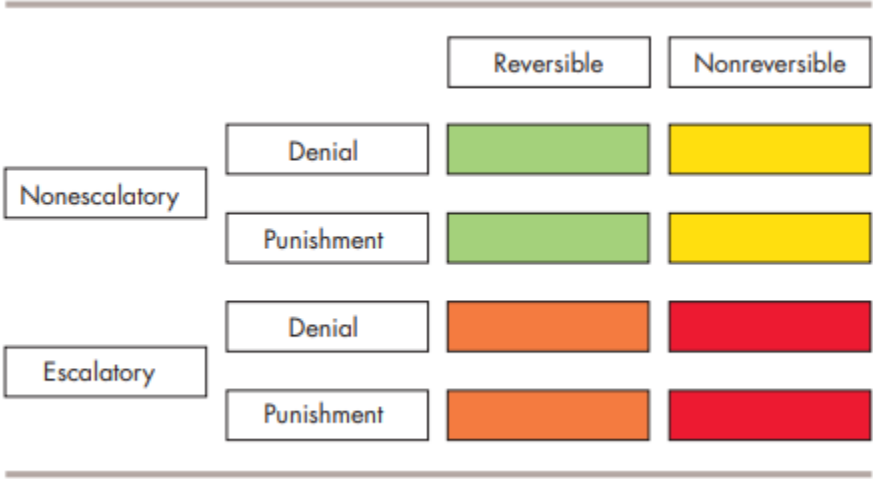 Reversible
Nonreversible
Nonescalatory
Denial
Punishment
Escalatory
Denial
Punishment